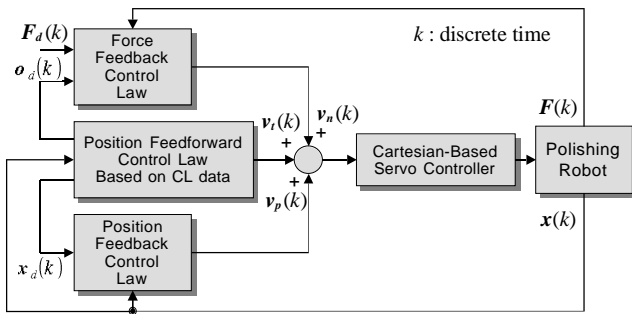 F_d(k)
o_d(k)
Force
Feedback
Control
Law
k : discrete time
v_t(k)
v_n(k)
+
+
+
v_p(k)
F(k)
Position Feedforward
Control Law
Based on CL data
Cartesian-Based
Servo Controller
Polishing
Robot
x(k)
Position
Feedback
Control
Law
x_d(k)